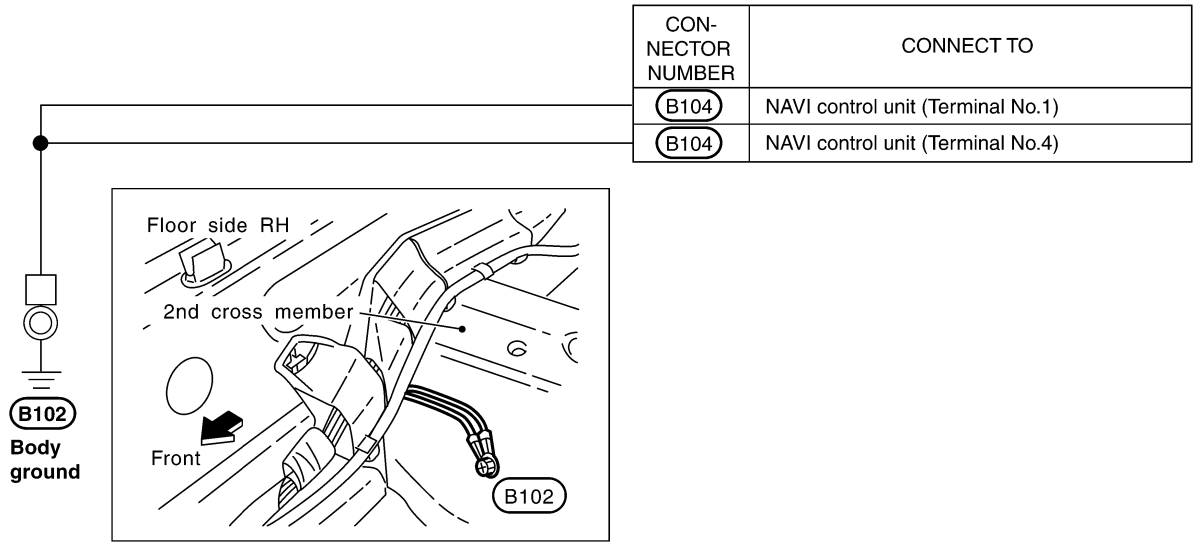 CON-
NECTOR
NUMBER
CONNECT TO
B104
NAVI control unit (Terminal No.1)
B104
NAVI control unit (Terminal No.4)
B102
Body
ground
Floor side RH
2nd cross member
Front
B102